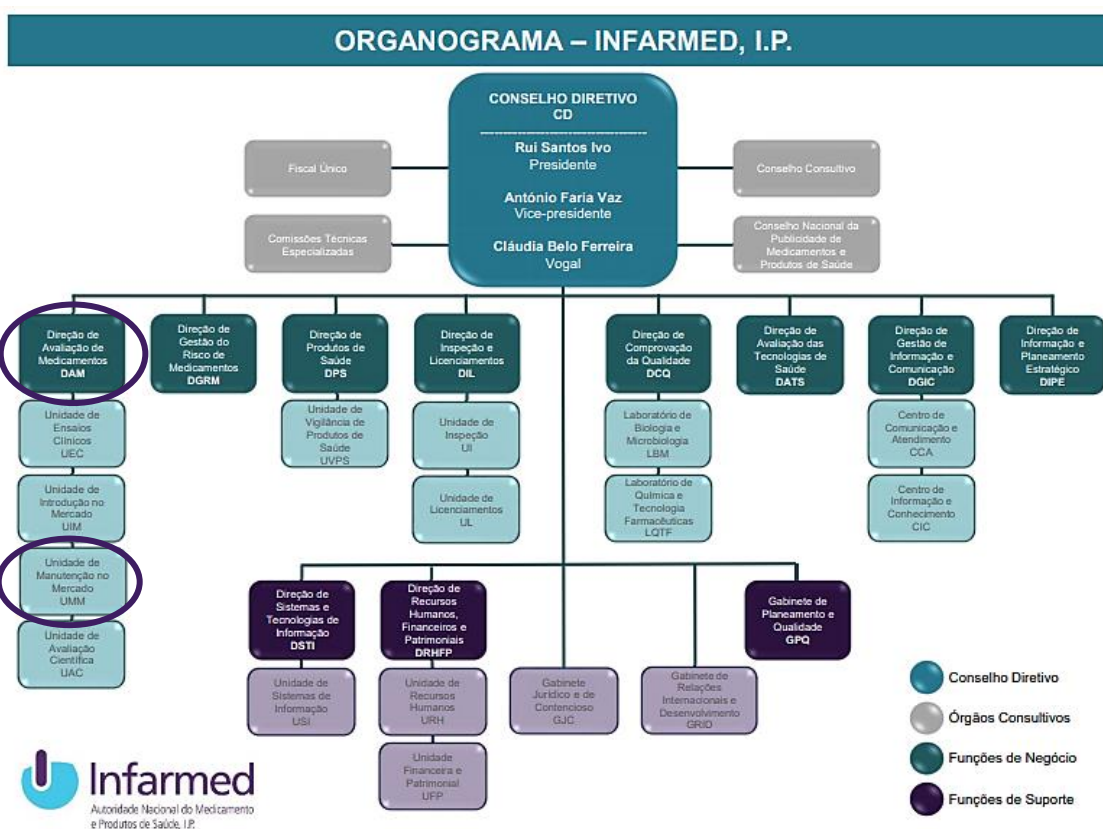 ORGANOGRAMA – INFARMED, I.P.
CONSELHO DIRETIVO
CD
Rui Santos Ivo
Presidente
António Faria Vaz
Vice-presidente
Cláudia Belo Ferreira
Vogal
Fiscal Único
Conselho Consultivo
Comissões Técnicas
Especializadas
Conselho Nacional da
Publicidade de
Medicamentos e
Produtos de Saúde
Direção de
Avaliação de
Medicamentos
DAM
Direção de
Gestão do
Risco de
Medicamentos
DGRM
Direção de
Produtos de
Saúde
DPS
Direção de
Inspeção e
Licenciamentos
DIL
Direção de
Comprovação
da Qualidade
DCQ
Direção de
Avaliação das
Tecnologias de
Saúde
DATS
Direção de
Gestão de
Informação e
Comunicação
DGIC
Direção de
Informação e
Planeamento
Estratégico
DIPE
Unidade de
Ensaios
Clínicos
UEC
Unidade de
Introdução no
Mercado
UIM
Unidade de
Manutenção no
Mercado
UMM
Unidade de
Avaliação
Científica
UAC
Unidade de
Vigilância de
Produtos de
Saúde
UVPS
Unidade de
Inspeção
UI
Unidade de
Licenciamentos
UL
Laboratório de
Biologia e
Microbiologia
LBM
Laboratório de
Química e
Tecnologia
Farmacêuticas
LQTF
Centro de
Comunicação e
Atendimento
CCA
Centro de
Informação e
Conhecimento
CIC
Direção de
Sistemas e
Tecnologias de
Informação
DSTI
Direção de
Recursos
Humanos,
Financeiros e
Patrimoniais
DRHFP
Gabinete de
Planeamento e
Qualidade
GPQ
Unidade de
Sistemas de
Informação
USI
Unidade de
Recursos
Humanos
URH
Unidade
Financeira e
Patrimonial
UFP
Gabinete
Jurídico e de
Contencioso
GJC
Gabinete de
Relações
Internacionais e
Desenvolvimento
GRID
Conselho Diretivo
Órgãos Consultivos
Funções de Negócio
Funções de Suporte
Infarmed
Autoridade Nacional do Medicamento
e Produtos de Saúde, I.P.